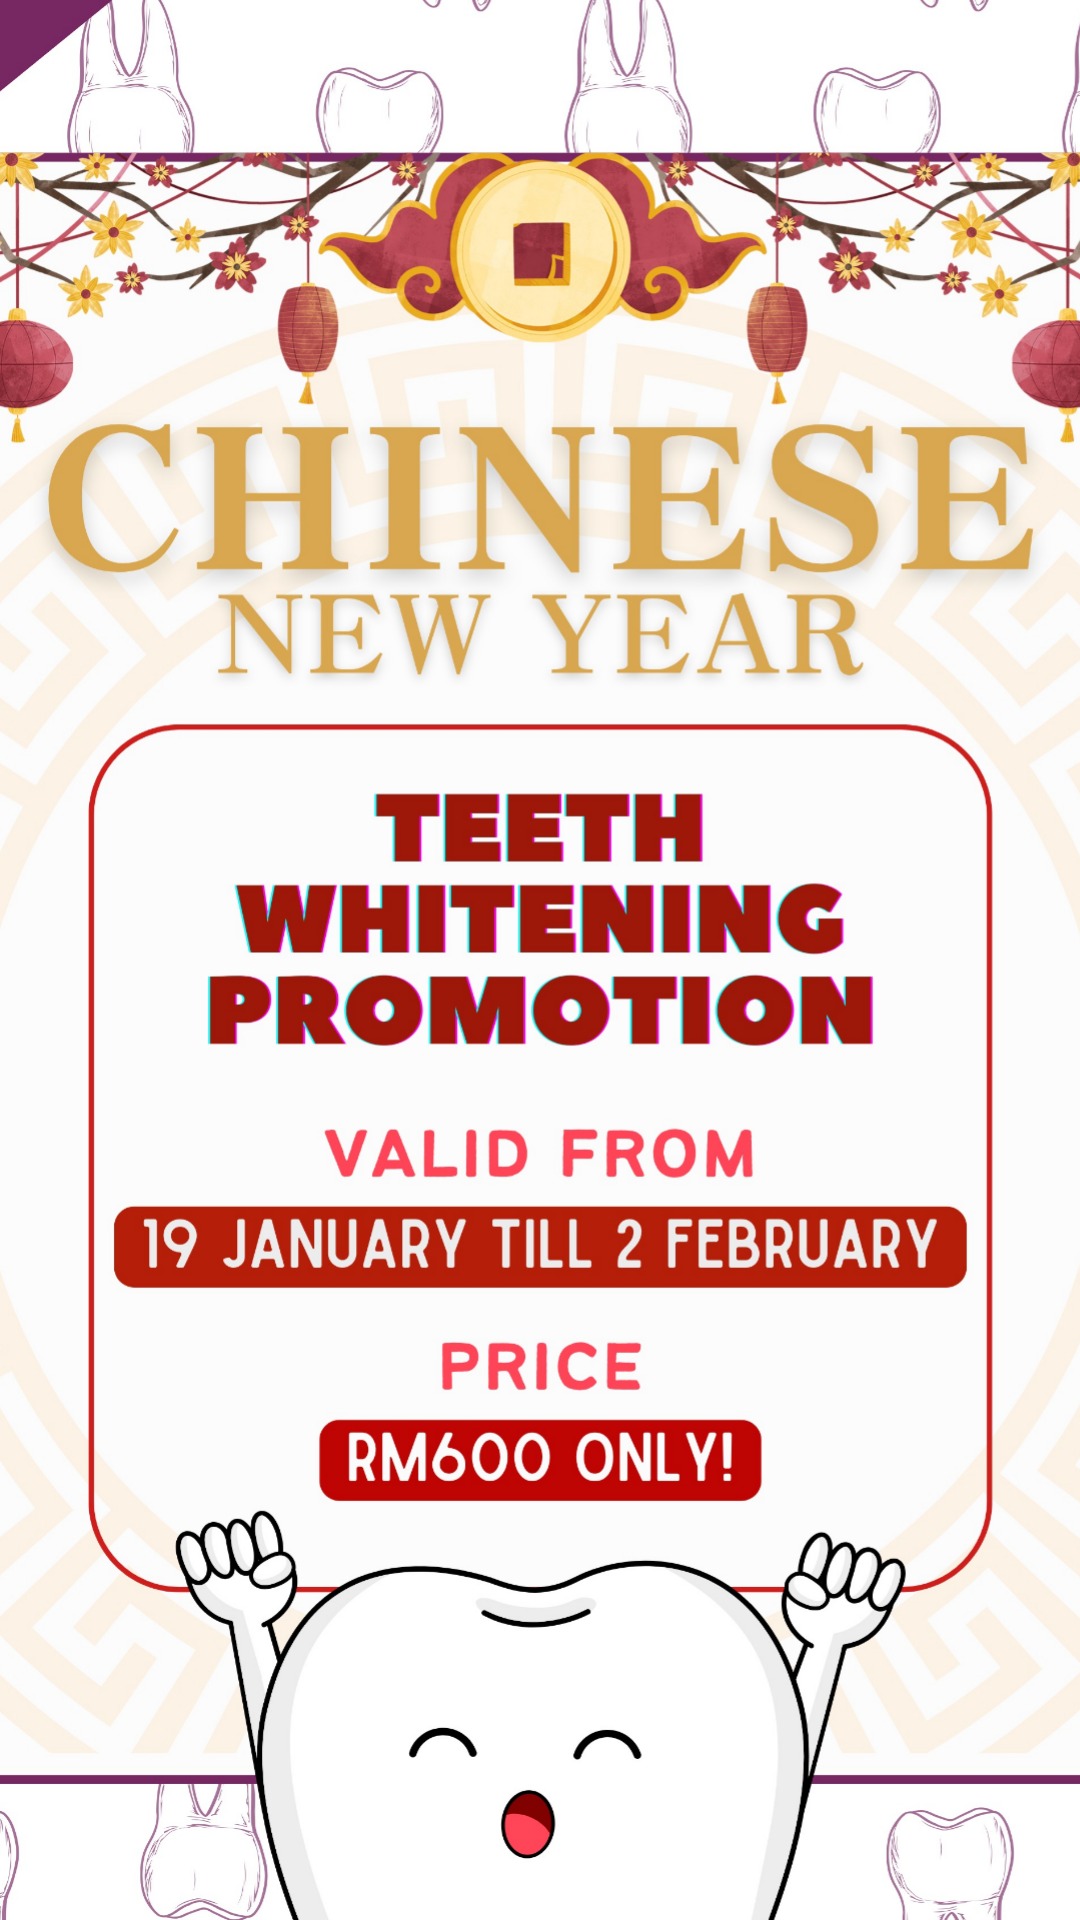 CHINESE
NEW YEAR
TEETH
WHITENING
PROMOTION
VALID FROM
19 JANUARY TILL 2 FEBRUARY
PRICE
RM600 ONLY!